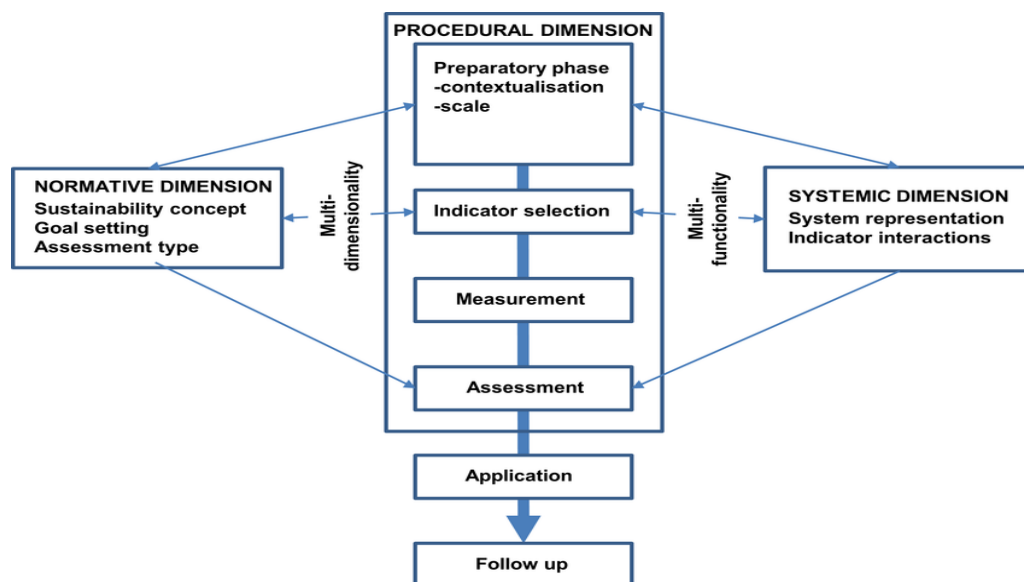 PROCEDURAL DIMENSION
Preparatory phase
-contextualisation
-scale
NORMATIVE DIMENSION
Sustainability concept
Goal setting
Assessment type
Multi-
dimensionality
Indicator selection
Multi-
functionality
SYSTEMIC DIMENSION
System representation
Indicator interactions
Measurement
Assessment
Application
Follow up